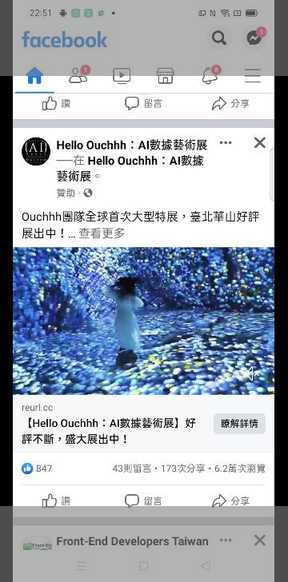 22:51
facebook
讚 留言 分享
Hello Ouchhh：AI數據藝術展
──在 Hello Ouchhh：AI數據
藝術展。
贊助・
Ouchhh團隊全球首次大型特展，臺北華山好評
展出中！... 查看更多
reurl.cc
【Hello Ouchhh：AI數據藝術展】好
評不斷，盛大展出中！
瞭解詳情
847 43則留言・173次分享・6.2萬次瀏覽
讚 留言 分享
Front-End Developers Taiwan